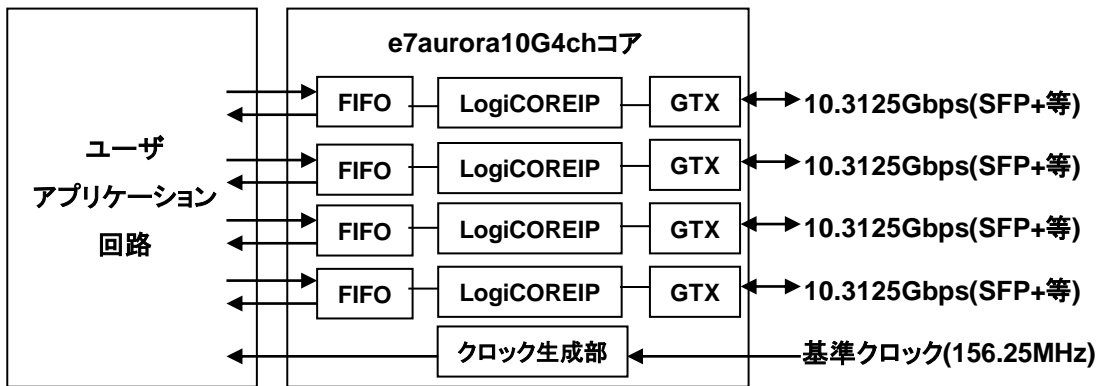 e7aurora10G4chコア
FIFO
LogiCOREIP
GTX
10.3125Gbps(SFP+等)
ユーザ
アプリケーション
回路
FIFO
LogiCOREIP
GTX
10.3125Gbps(SFP+等)
FIFO
LogiCOREIP
GTX
10.3125Gbps(SFP+等)
FIFO
LogiCOREIP
GTX
10.3125Gbps(SFP+等)
クロック生成部
基準クロック(156.25MHz)